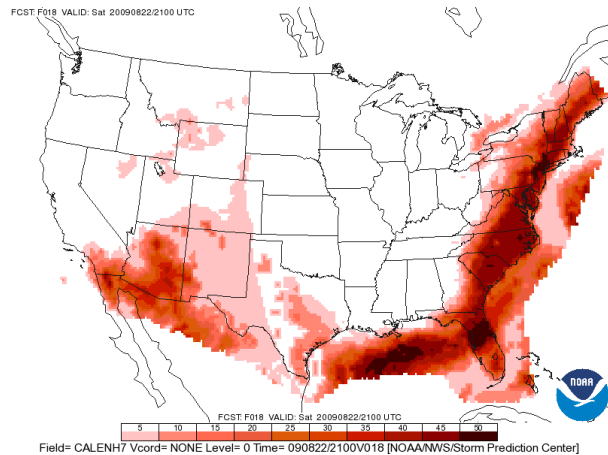 FCST: F018 VALID: Sat 20090822/2100 UTC
NOAA
FCST: F018 VALID: Sat 20090822/2100 UTC
5 10 15 20 25 30 35 40 45 50
Field= CALENH7 Vcord= NONE Level= 0 Time= 090822/2100V018 [NOAA/NWS/Storm Prediction Center]